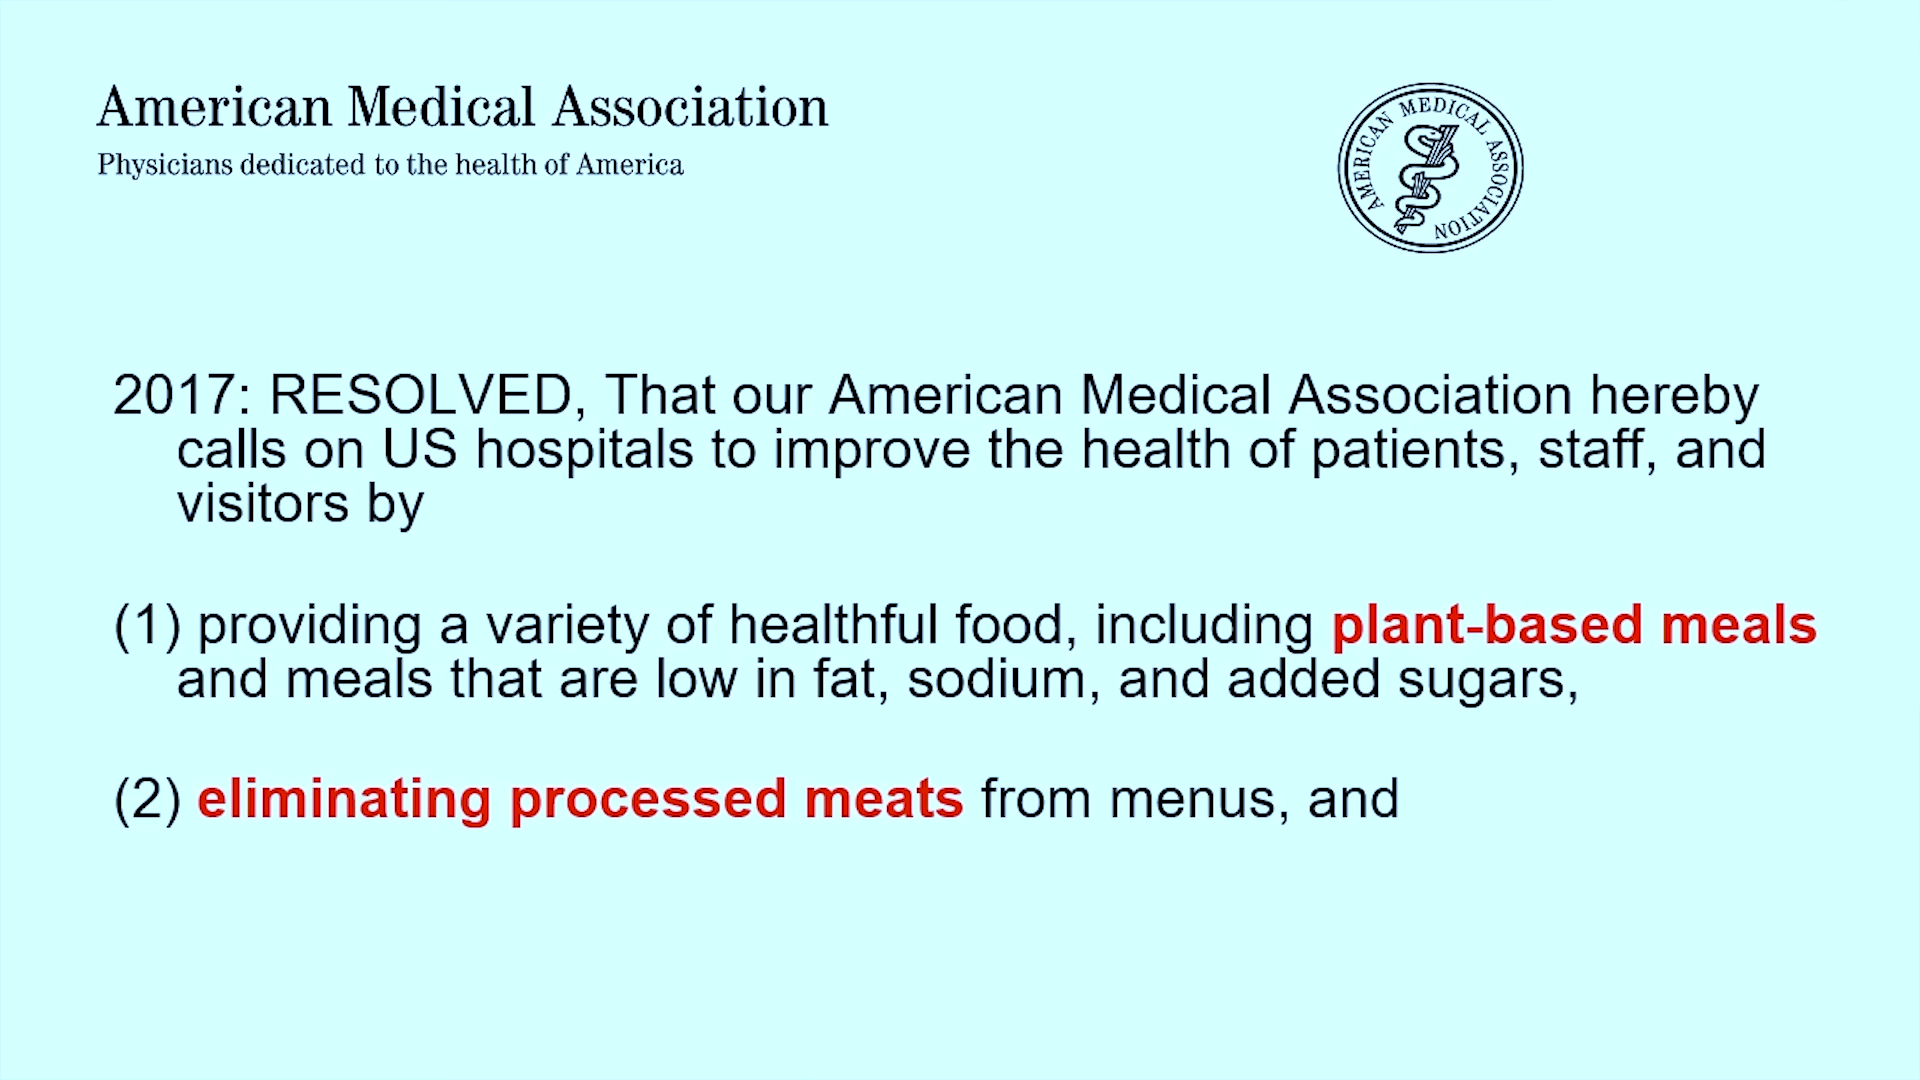 American Medical Association
Physicians dedicated to the health of America
AMERICAN MEDICAL ASSOCIATION
2017: RESOLVED, That our American Medical Association hereby
calls on US hospitals to improve the health of patients, staff, and
visitors by
(1) providing a variety of healthful food, including plant-based meals
and meals that are low in fat, sodium, and added sugars,
(2) eliminating processed meats from menus, and